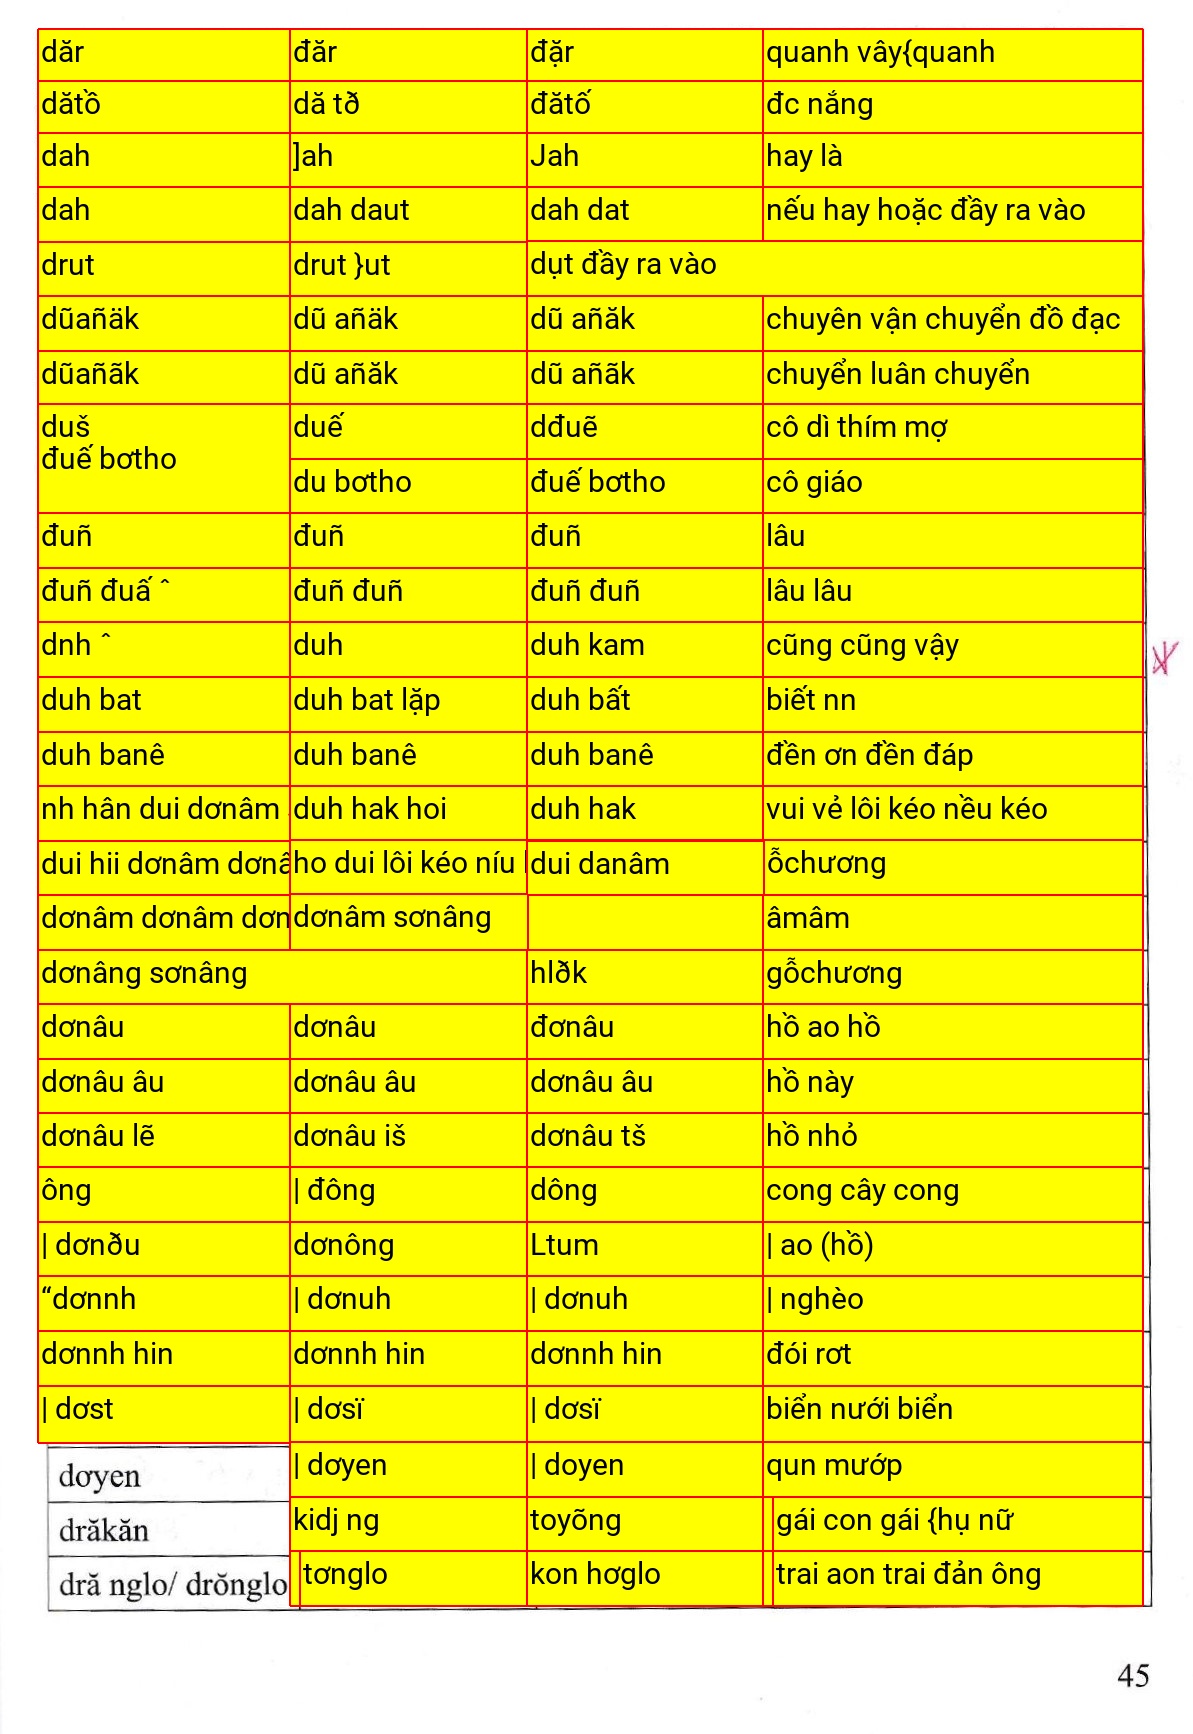 dăr đăr đặr quanh vây{quanh
dătồ dă tð đătố đc nắng
dah ]ah Jah hay là
dah dah daut dah dat nếu hay hoặc đầy ra vào
drut drut }ut dụt đầy ra vào
dũañäk dũ añäk dũ añăk chuyên vận chuyển đồ đạc
dũañãk dũ añăk dũ añãk chuyển luân chuyển
duš duế dđuẽ cô dì thím mợ
đuế bơtho du bơtho đuế bơtho cô giáo
đuñ đuñ đuñ lâu
đuñ đuấ ˆ đuñ đuñ đuñ đuñ lâu lâu
dnh ˆ duh duh kam cũng cũng vậy
duh bat duh bat lặp duh bất biết nn
duh banê duh banê duh banê đền ơn đền đáp
nh hân dui dơnâm duh hak hoi duh hak vui vẻ lôi kéo nều kéo
dui hii dơnâm dơnâ ho dui lôi kéo níu dui danâm ỗchương
dơnâm dơnâm dơn dơnâm sơnâng âmâm
dơnâng sơnâng hlðk gỗchương
dơnâu dơnâu đơnâu hồ ao hồ
dơnâu âu dơnâu âu dơnâu âu hồ này
dơnâu lẽ dơnâu iš dơnâu tš hồ nhỏ
ông | đông dông cong cây cong
| dơnðu dơnông Ltum | ao (hồ)
“dơnnh | dơnuh | dơnuh | nghèo
dơnnh hin dơnnh hin dơnnh hin đói rơt
| dơst | dơsï | dơsï biển nưới biển
dơyen | dơyen | doyen qun mướp
drăkăn kidj ng toyõng gái con gái {hụ nữ
dră nglo/ drŏnglo tơnglo kon hơglo trai aon trai đản ông
45